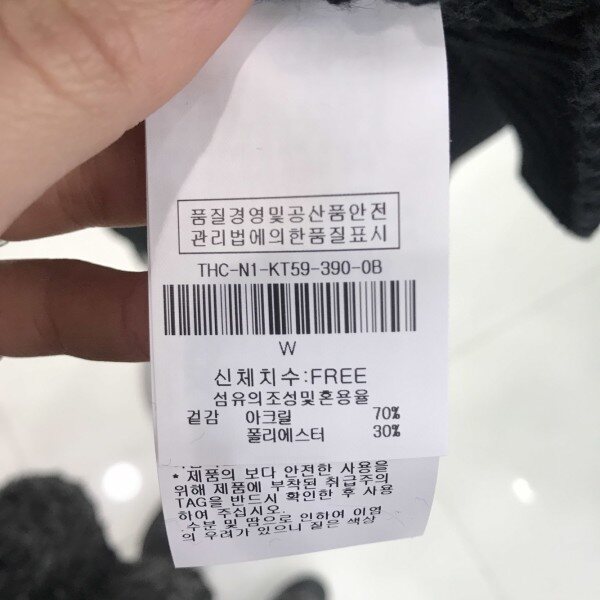 품질경영및공산품안전
관리법에의한품질표시
THC-N1-KT59-390-0B
W
신체치수:FREE
섬유의조성및혼용율
겉감 아크릴 70%
폴리에스터 30%
* 제품의 보다 안전한 사용을
위해 제품에 부착된 취급주의
TAG을 반드시 확인한 후 사용
하여 주십시오.
수분 및 땀으로 인하여 이염
의 우려가 있으니 짙은 색상